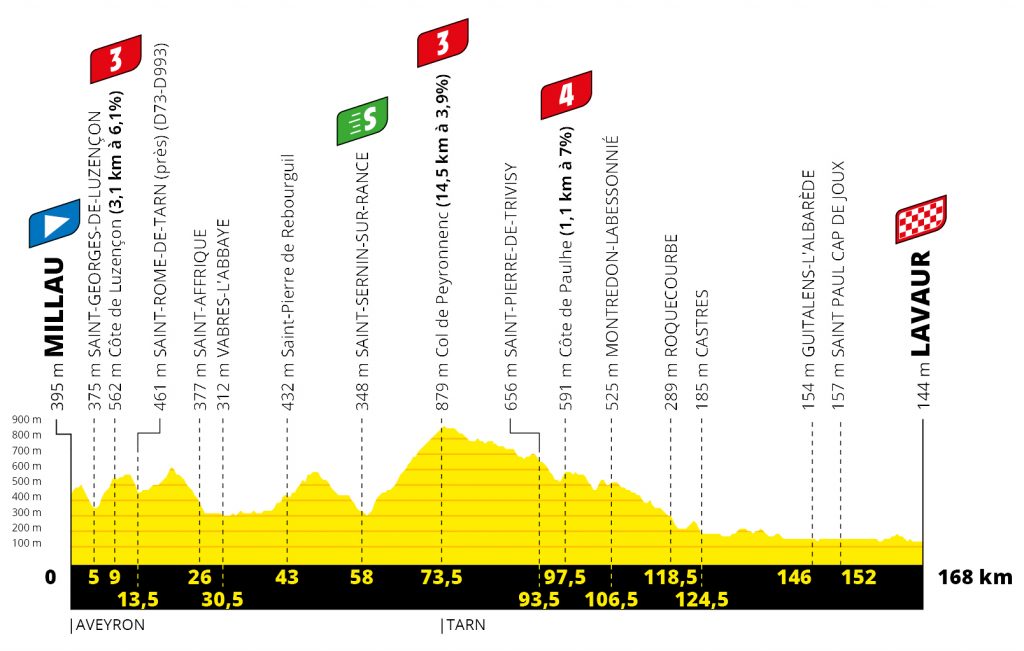 3
3
4
S
395 m MILLAU
375 m SAINT-GEORGES-DE-LUZENÇON
562 m Côte de Luzençon (3,1 km à 6,1%)
461 m SAINT-ROME-DE-TARN (près) (D73-D993)
377 m SAINT-AFFRIQUE
312 m VABRES-L'ABBAYE
432 m Saint-Pierre de Rebourguil
348 m SAINT-SERNIN-SUR-RANCE
879 m Col de Peyronnenc (14,5 km à 3,9%)
656 m SAINT-PIERRE-DE-TRIVISY
591 m Côte de Paulhe (1,1 km à 7%)
525 m MONTREDON-LABESSONNIÉ
289 m ROQUECOURBE
185 m CASTRES
154 m GUITALENS-L'ALBARÈDE
157 m SAINT PAUL CAP DE JOUX
144 m LAVAUR
900 m
800 m
700 m
600 m
500 m
400 m
300 m
200 m
100 m
0 5 9 26 43 58 73,5 97,5 118,5 146 152 168 km
13,5 30,5 93,5 106,5 124,5
|AVEYRON |TARN